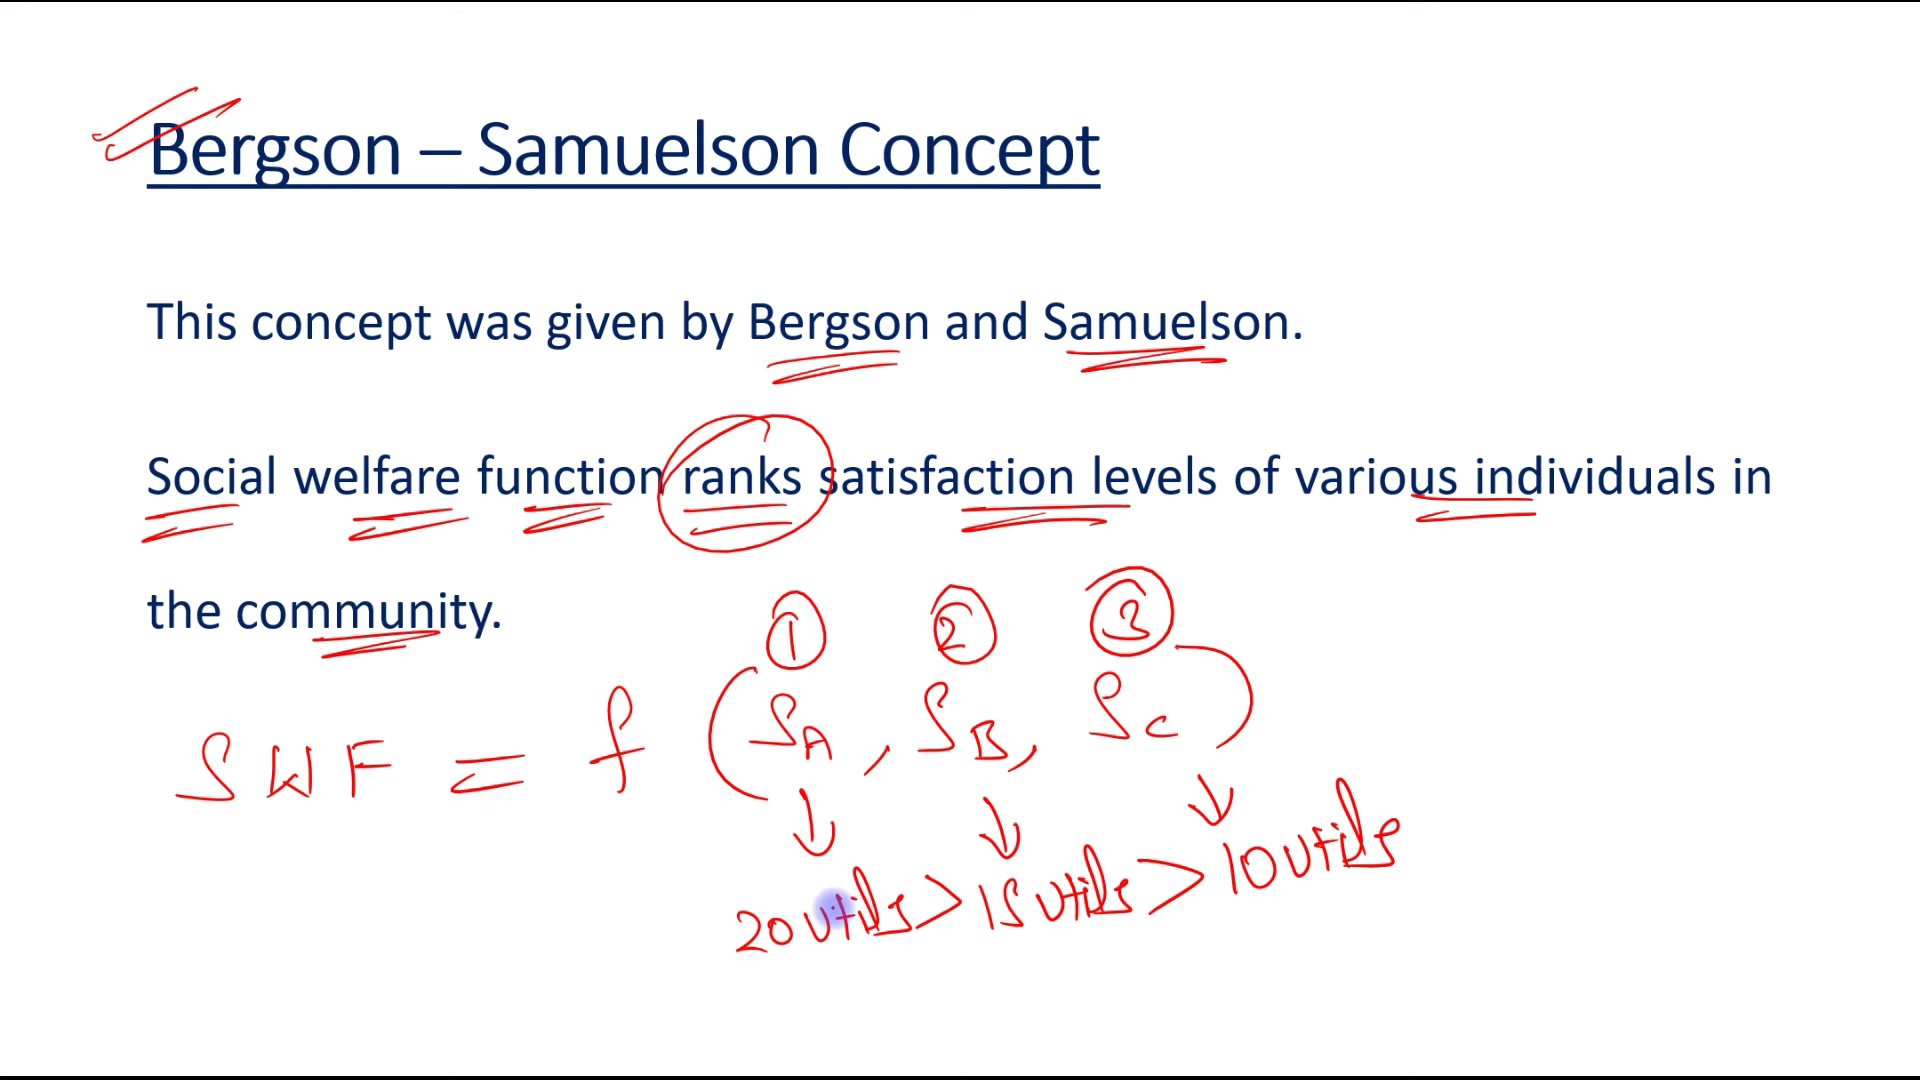 Bergson – Samuelson Concept
This concept was given by Bergson and Samuelson.
Social welfare function ranks satisfaction levels of various individuals in
the community.
1 2 3
SWF = f (SA, SB, SC)
20 utils > 15 utils > 10 utils